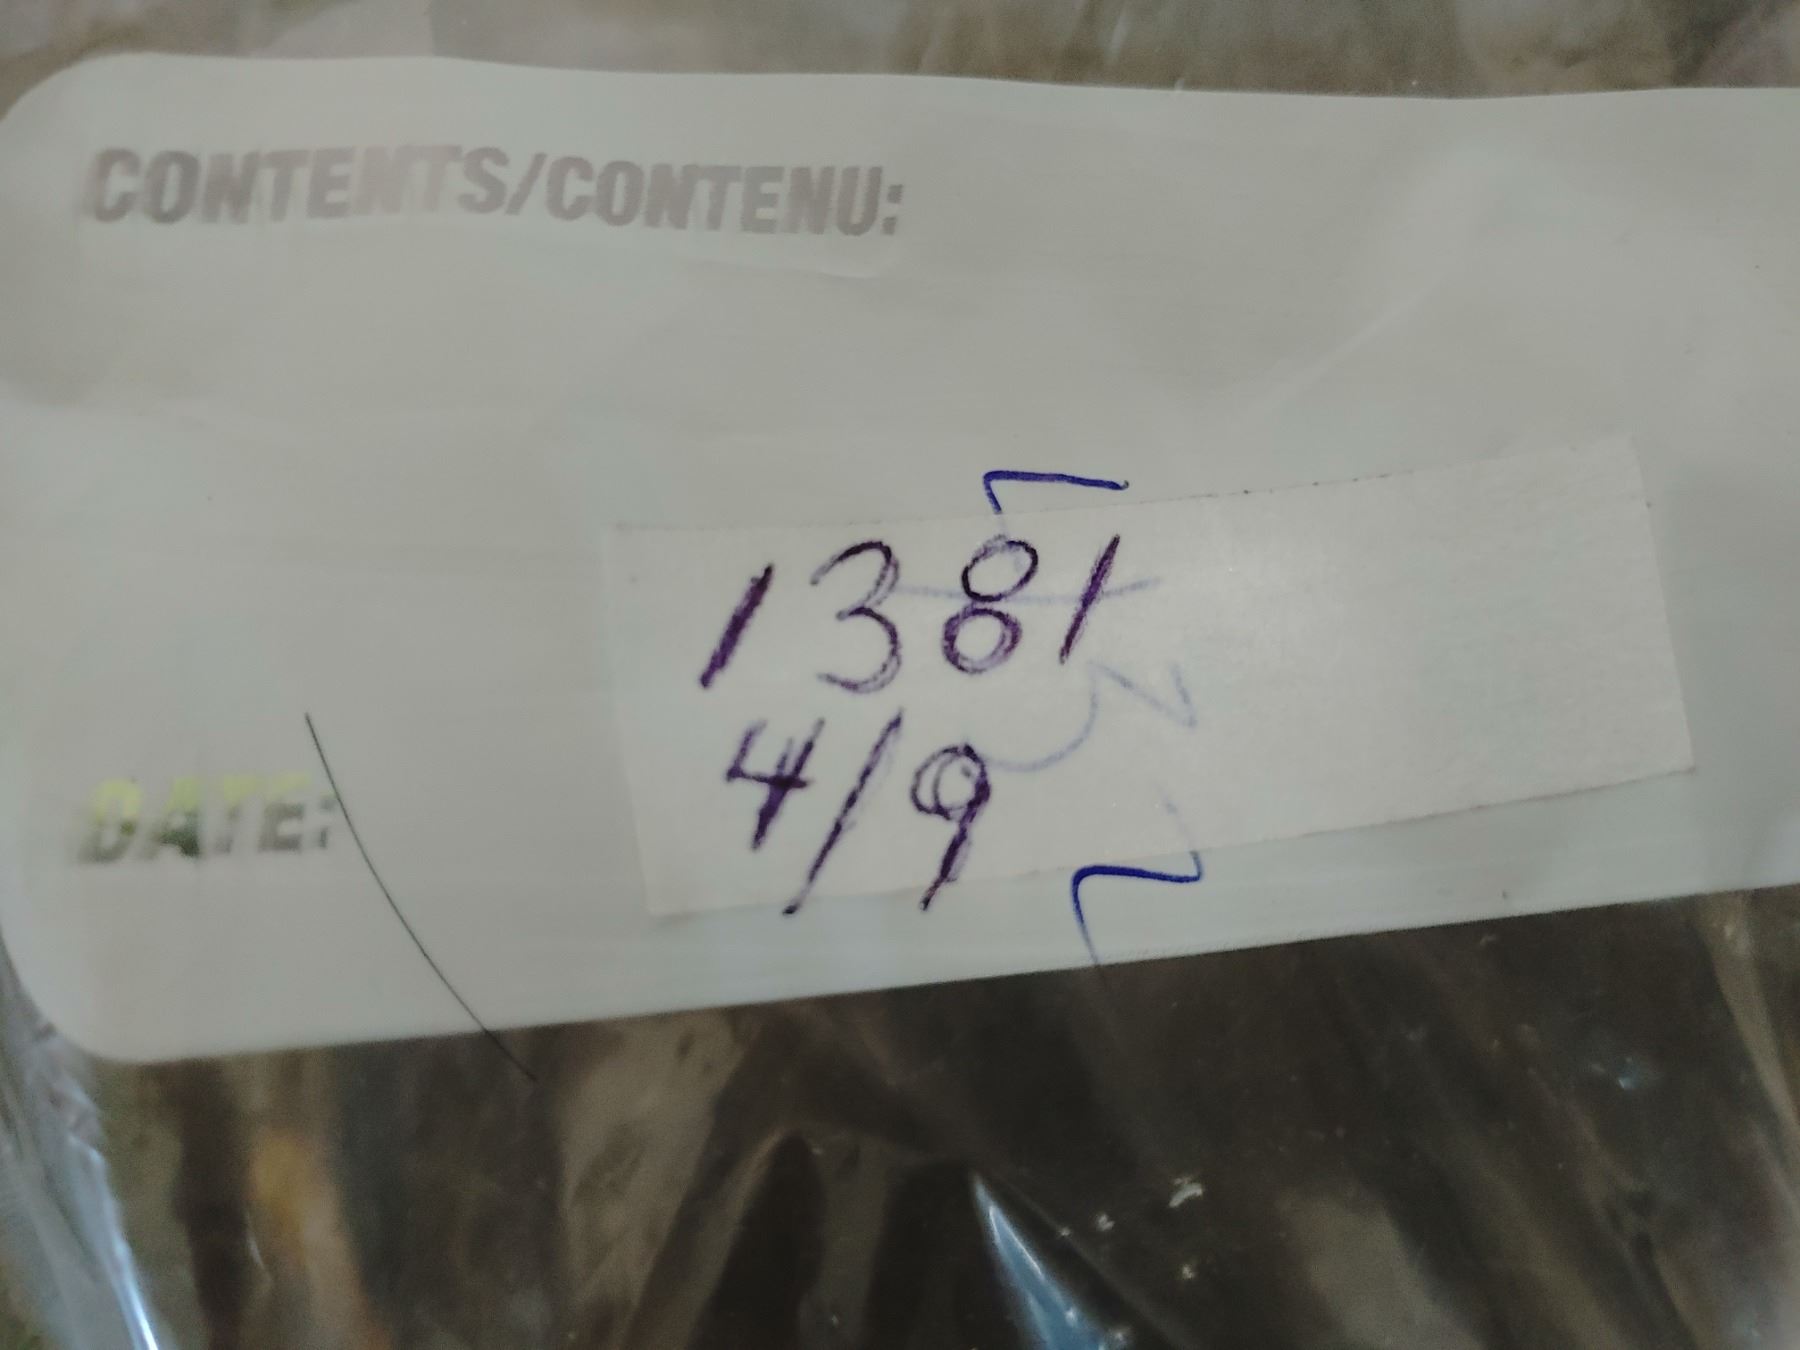 CONTENTS/CONTENU:
1381
DATE:
4/9